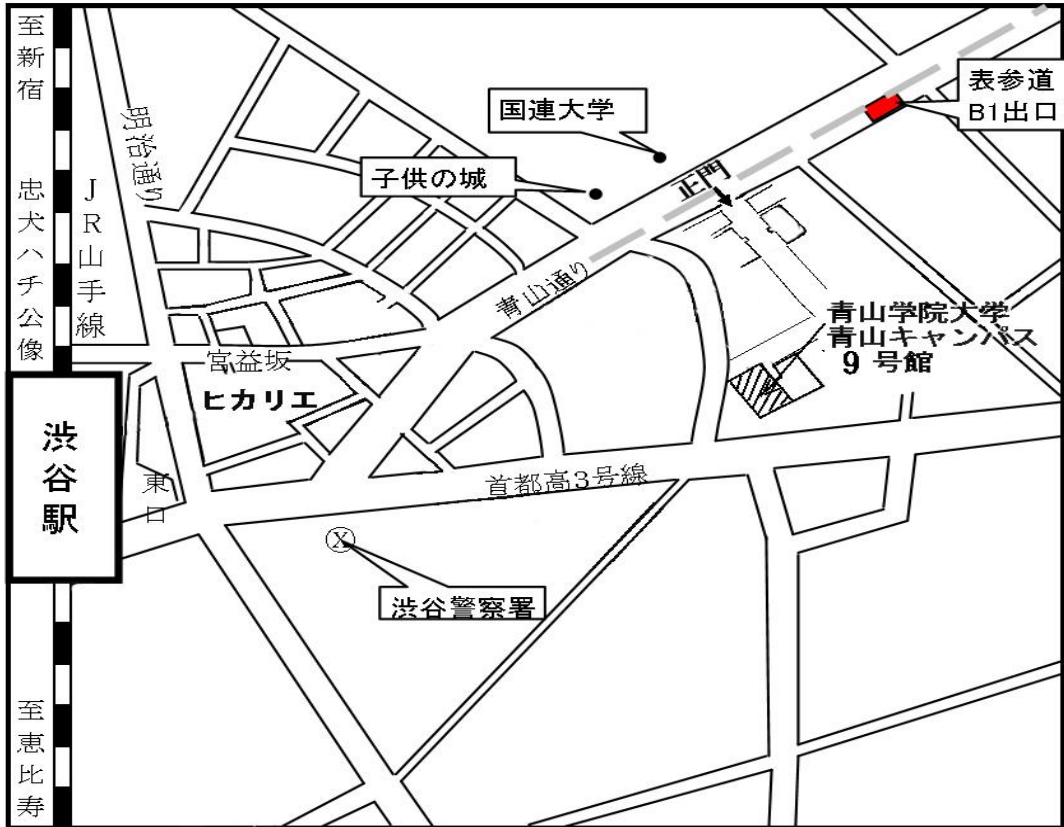 至新宿
忠犬ハチ公像
JR山手線
明治通り
国連大学
子供の城
正門
表参道
B1出口
青山通り
青山学院大学
青山キャンパス
9号館
宮益坂
ヒカリエ
渋谷駅
東口
首都高3号線
X
渋谷警察署
至恵比寿